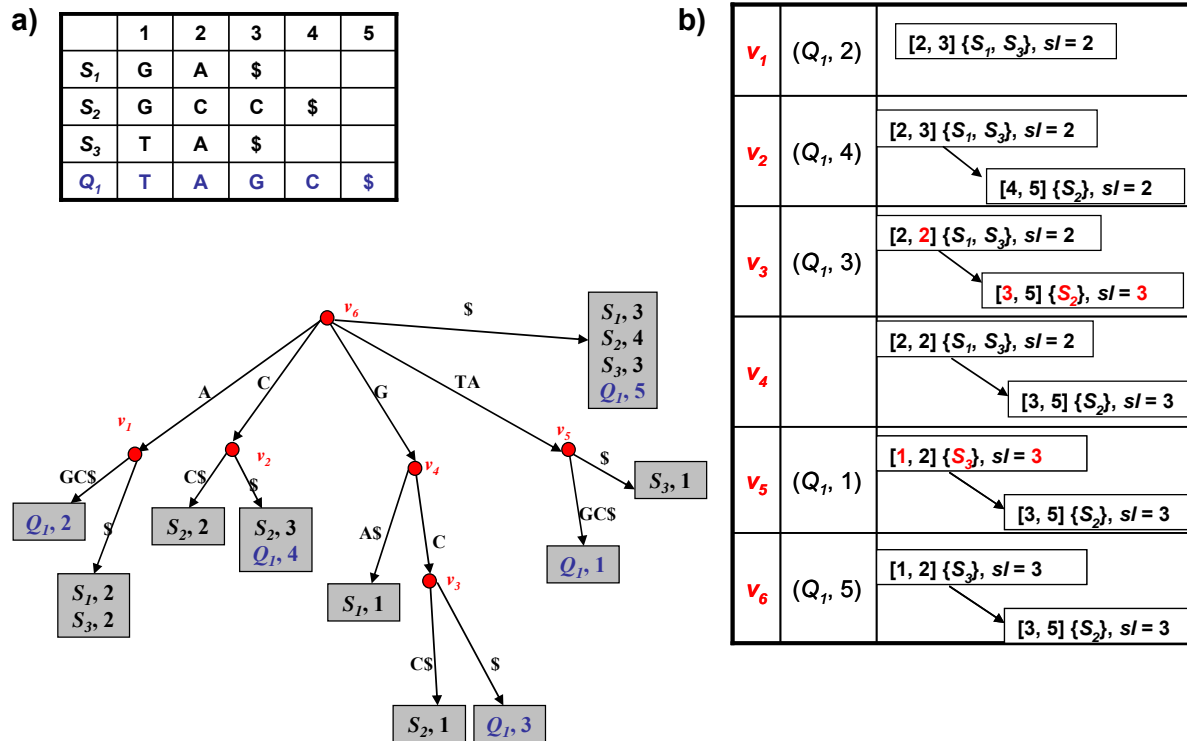 a)
1 2 3 4 5
S1 G A $
S2 G C C $
S3 T A $
Q1 T A G C $
v6
$
S1, 3
S2, 4
S3, 3
Q1, 5
A
C
G
TA
v1
v2
v4
v5
GC$
$
C$
$
A$
C
GC$
$
Q1, 2
S1, 2
S3, 2
S2, 2
S2, 3
Q1, 4
S1, 1
v3
Q1, 1
S3, 1
C$
$
S2, 1
Q1, 3
b)
v1 (Q1, 2) [2, 3] {S1, S3}, sl = 2
v2 (Q1, 4) [2, 3] {S1, S3}, sl = 2
[4, 5] {S2}, sl = 2
v3 (Q1, 3) [2, 2] {S1, S3}, sl = 2
[3, 5] {S2}, sl = 3
v4 [2, 2] {S1, S3}, sl = 2
[3, 5] {S2}, sl = 3
v5 (Q1, 1) [1, 2] {S3}, sl = 3
[3, 5] {S2}, sl = 3
v6 (Q1, 5) [1, 2] {S3}, sl = 3
[3, 5] {S2}, sl = 3